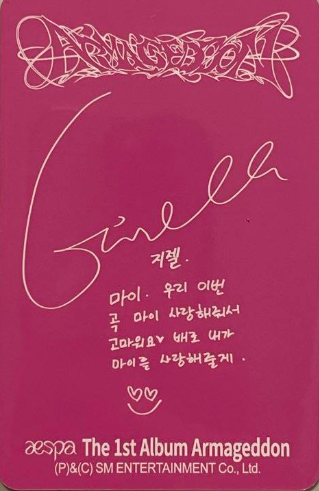 ARMAGEDDON
Giselle
지젤.
마이. 우리 이번
곡 마이 사랑해줘서
고마워요♥ 배로 내가
마이를 사랑해줄게.
aespa The 1st Album Armageddon
(P)&(C) SM ENTERTAINMENT Co., Ltd.